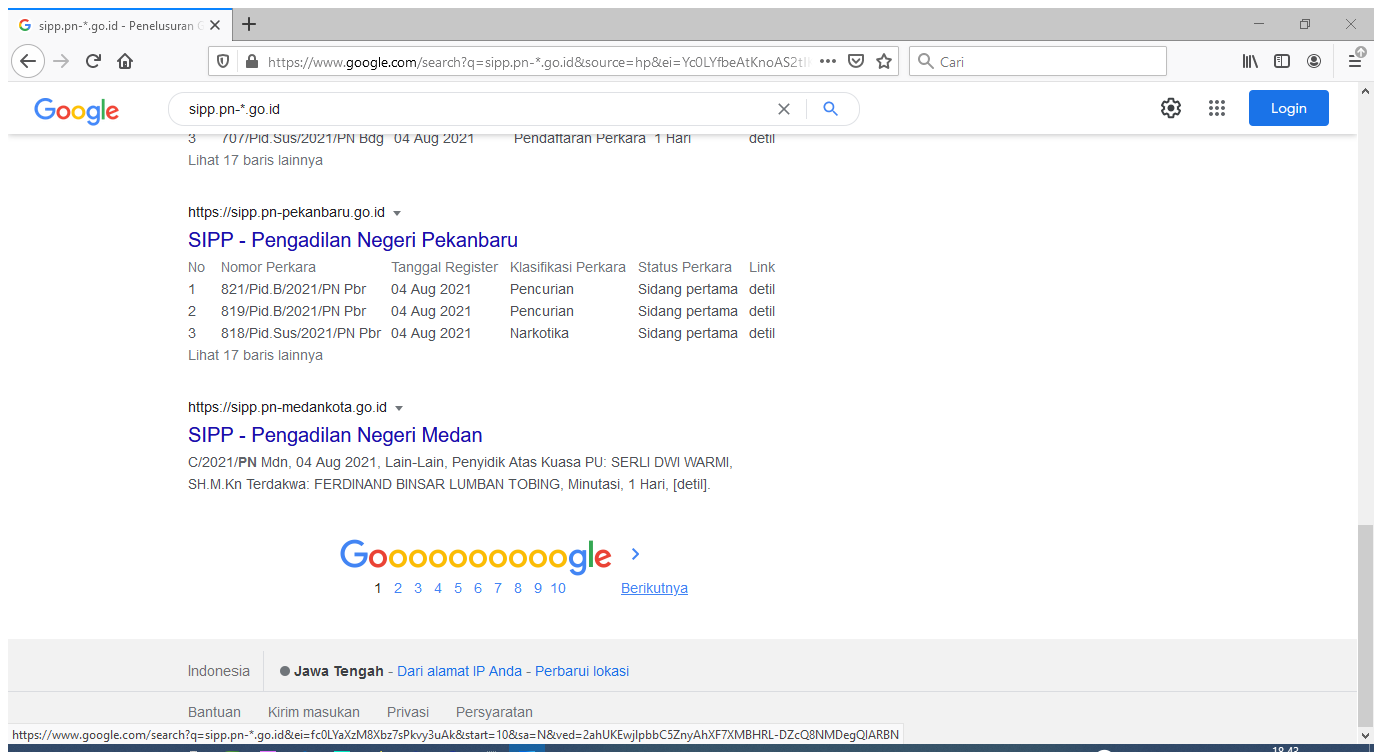 sipp.pn-*.go.id - Penelusuran G
https://www.google.com/search?q=sipp.pn-*.go.id&source=hp&ei=Yc0LYfbeAtKnoAS2tI
Cari
Google
sipp.pn-*.go.id
Login
3 707/Pid.Sus/2021/PN Bdg 04 Aug 2021 Pendaftaran Perkara 1 Hari detil
Lihat 17 baris lainnya
https://sipp.pn-pekanbaru.go.id
SIPP - Pengadilan Negeri Pekanbaru
No Nomor Perkara Tanggal Register Klasifikasi Perkara Status Perkara Link
1 821/Pid.B/2021/PN Pbr 04 Aug 2021 Pencurian Sidang pertama detil
2 819/Pid.B/2021/PN Pbr 04 Aug 2021 Pencurian Sidang pertama detil
3 818/Pid.Sus/2021/PN Pbr 04 Aug 2021 Narkotika Sidang pertama detil
Lihat 17 baris lainnya
https://sipp.pn-medankota.go.id
SIPP - Pengadilan Negeri Medan
C/2021/PN Mdn, 04 Aug 2021, Lain-Lain, Penyidik Atas Kuasa PU: SERLI DWI WARMI,
SH.M.Kn Terdakwa: FERDINAND BINSAR LUMBAN TOBING, Minutasi, 1 Hari, [detil].
Goooooooooogle >
1 2 3 4 5 6 7 8 9 10 Berikutnya
Indonesia Jawa Tengah - Dari alamat IP Anda - Perbarui lokasi
Bantuan Kirim masukan Privasi Persyaratan
https://www.google.com/search?q=sipp.pn-*.go.id&ei=fc0LYaXzM8Xbz7sPkvy3uAk&start=10&sa=N&ved=2ahUKEwjlpbbC5ZnyAhXF7XMBHRL-DZcQ8NMDegQIARBN